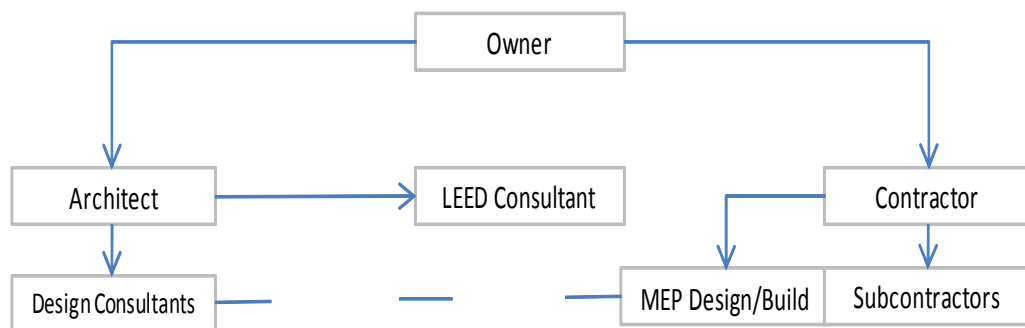 Owner
Architect
LEED Consultant
Contractor
Design Consultants
MEP Design/Build
Subcontractors